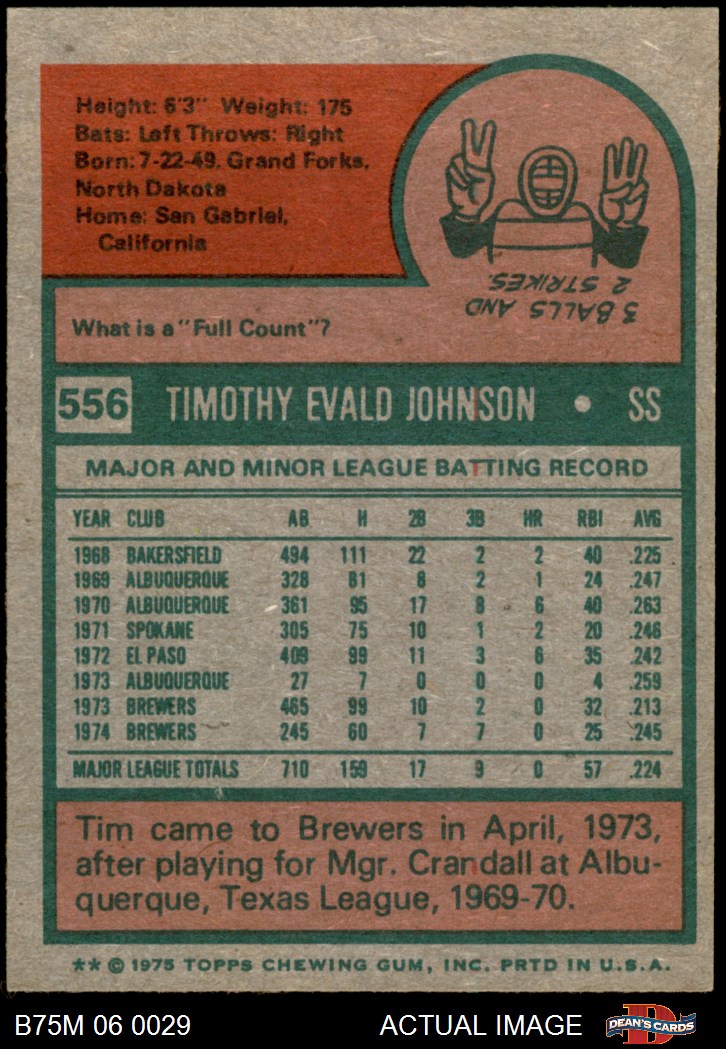 Height: 6'3" Weight: 175
Bats: Left Throws: Right
Born: 7-22-49, Grand Forks,
North Dakota
Home: San Gabriel,
California
3 BALLS AND
2 STRIKES.
What is a "Full Count"?
556 TIMOTHY EVALD JOHNSON • SS
MAJOR AND MINOR LEAGUE BATTING RECORD
YEAR CLUB AB H 2B 3B HR RBI AVG
1968 BAKERSFIELD 494 111 22 2 2 40 .225
1969 ALBUQUERQUE 328 81 8 2 1 24 .247
1970 ALBUQUERQUE 361 95 17 8 6 40 .263
1971 SPOKANE 305 75 10 1 2 20 .246
1972 EL PASO 409 99 11 3 6 35 .242
1973 ALBUQUERQUE 27 7 0 0 0 4 .259
1973 BREWERS 465 99 10 2 0 32 .213
1974 BREWERS 245 60 7 7 0 25 .245
MAJOR LEAGUE TOTALS 710 159 17 9 0 57 .224
Tim came to Brewers in April, 1973,
after playing for Mgr. Crandall at Albu-
querque, Texas League, 1969-70.
** © 1975 TOPPS CHEWING GUM, INC. PRTD IN U.S.A.
B75M 06 0029 ACTUAL IMAGE D DEAN'S CARDS